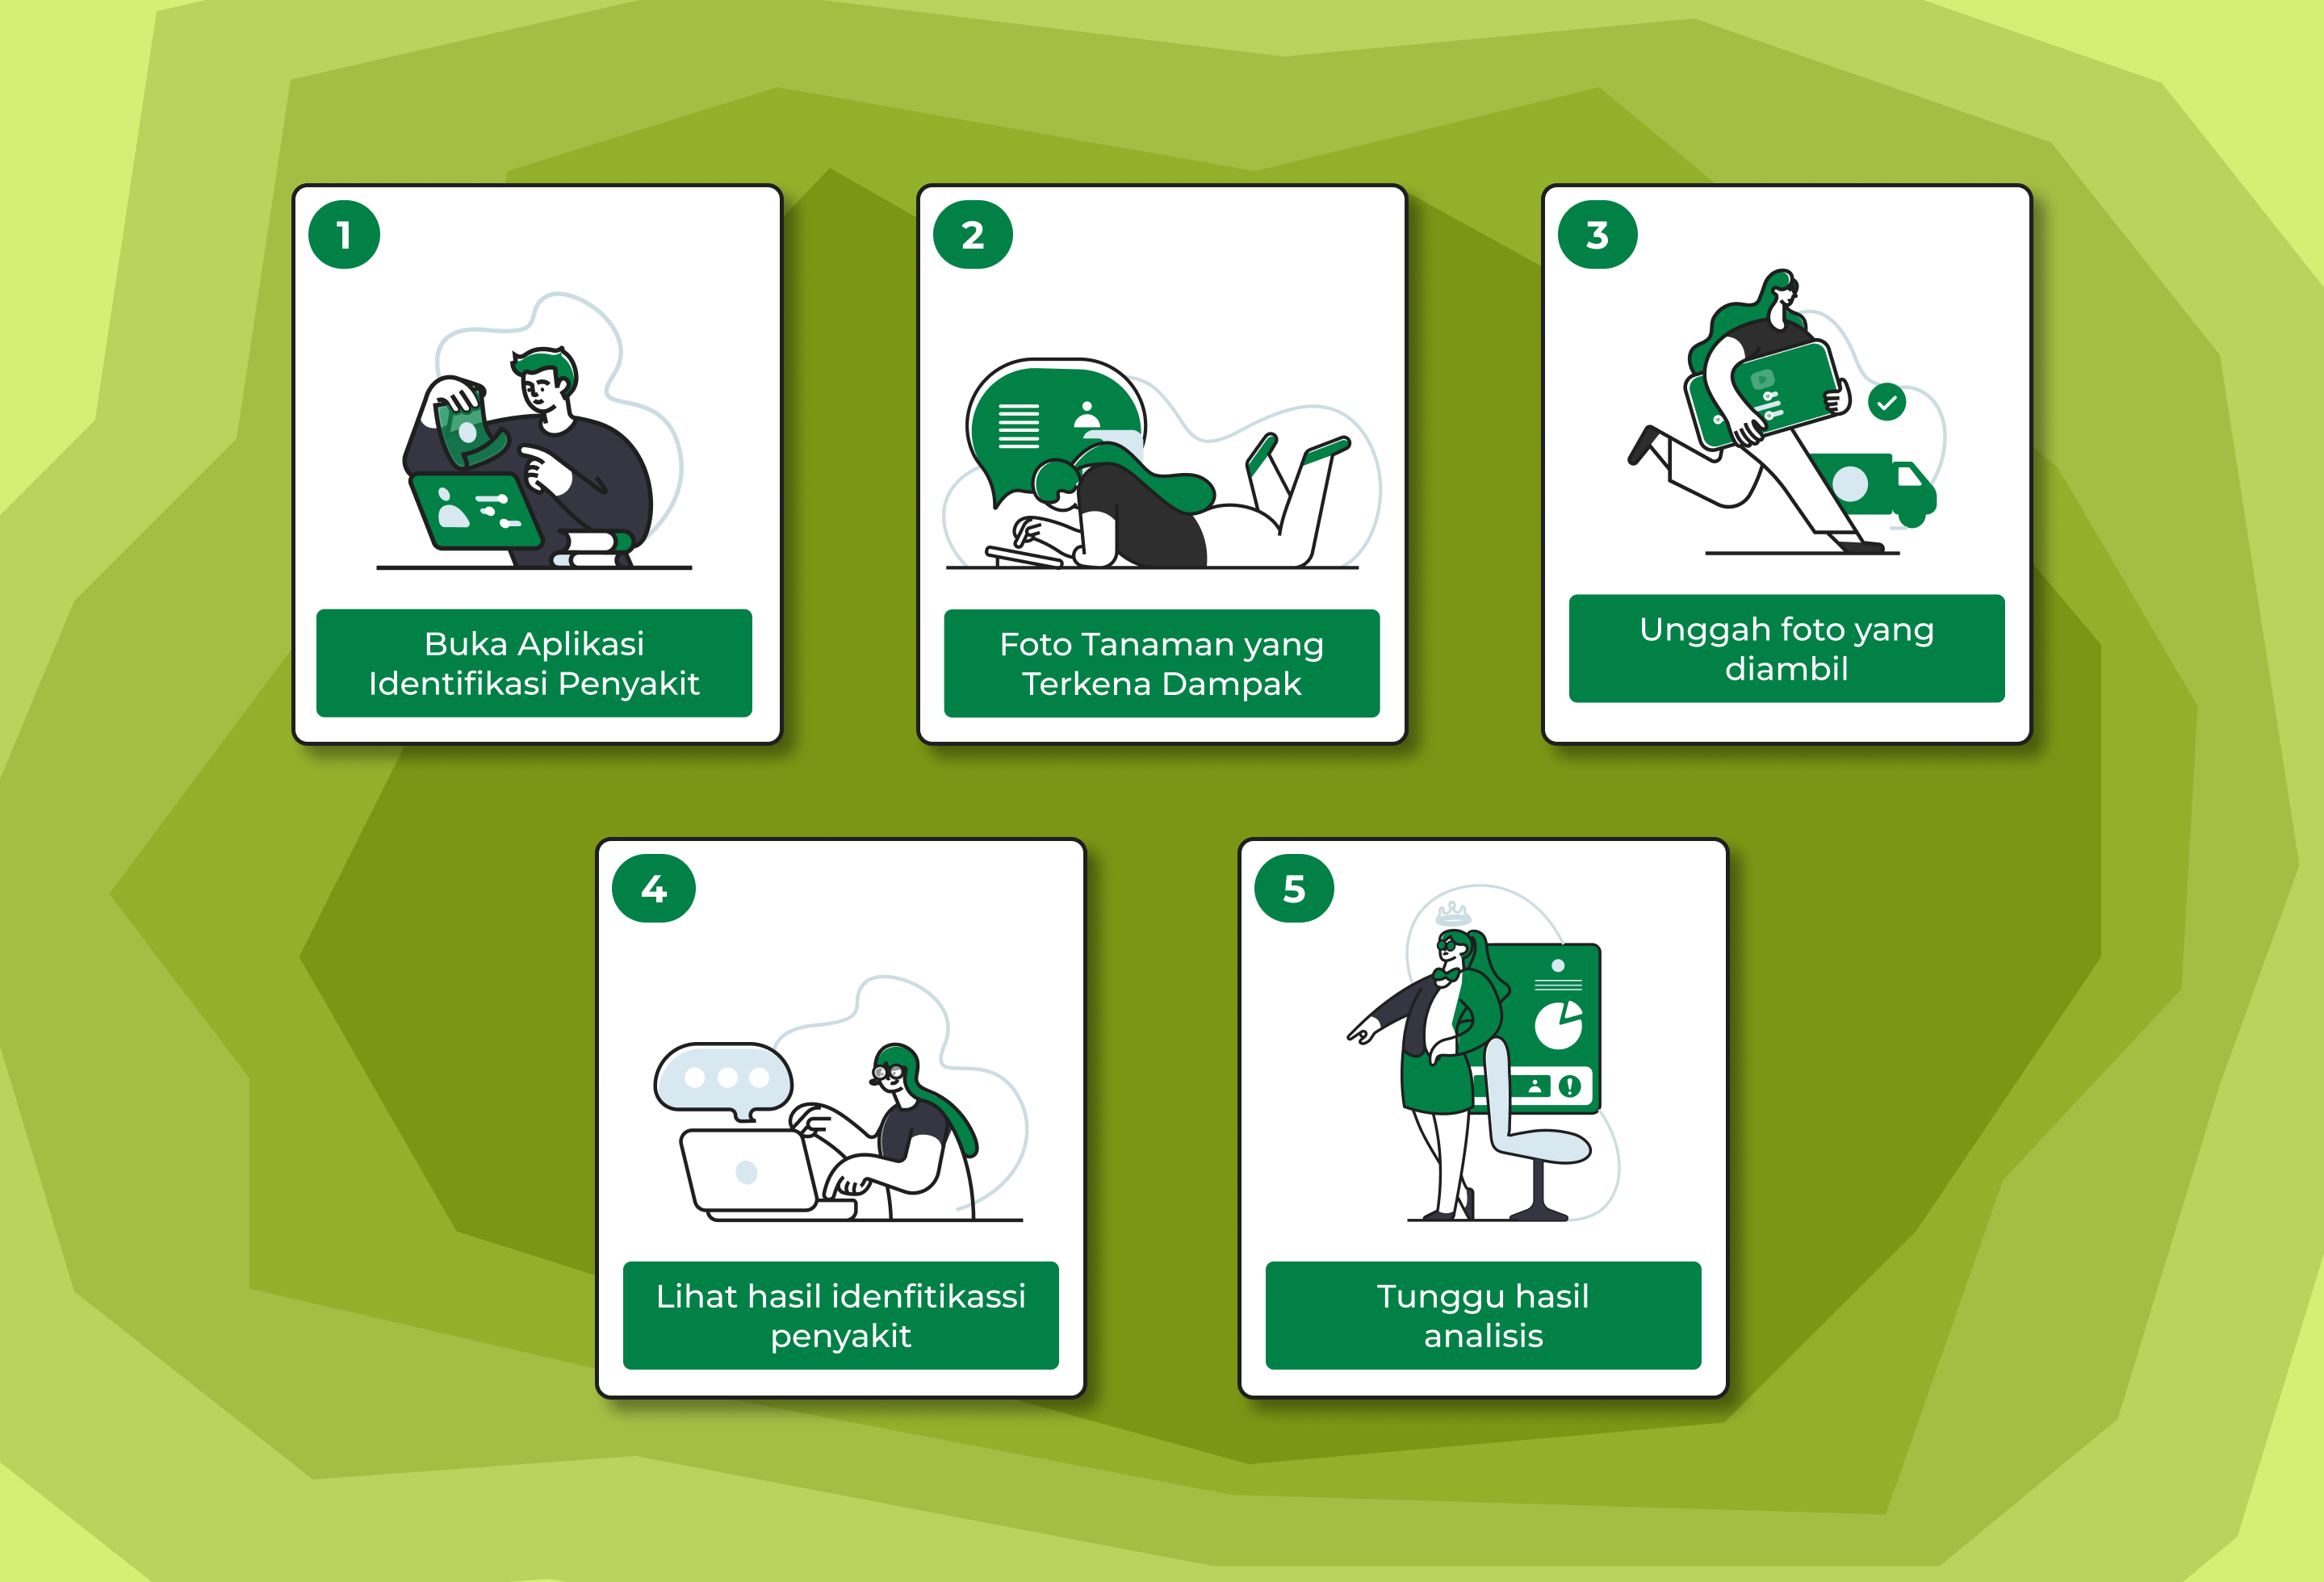 1
Buka Aplikasi
Identifikasi Penyakit
2
Foto Tanaman yang
Terkena Dampak
3
Unggah foto yang
diambil
4
Lihat hasil idenfitikassi
penyakit
5
Tunggu hasil
analisis